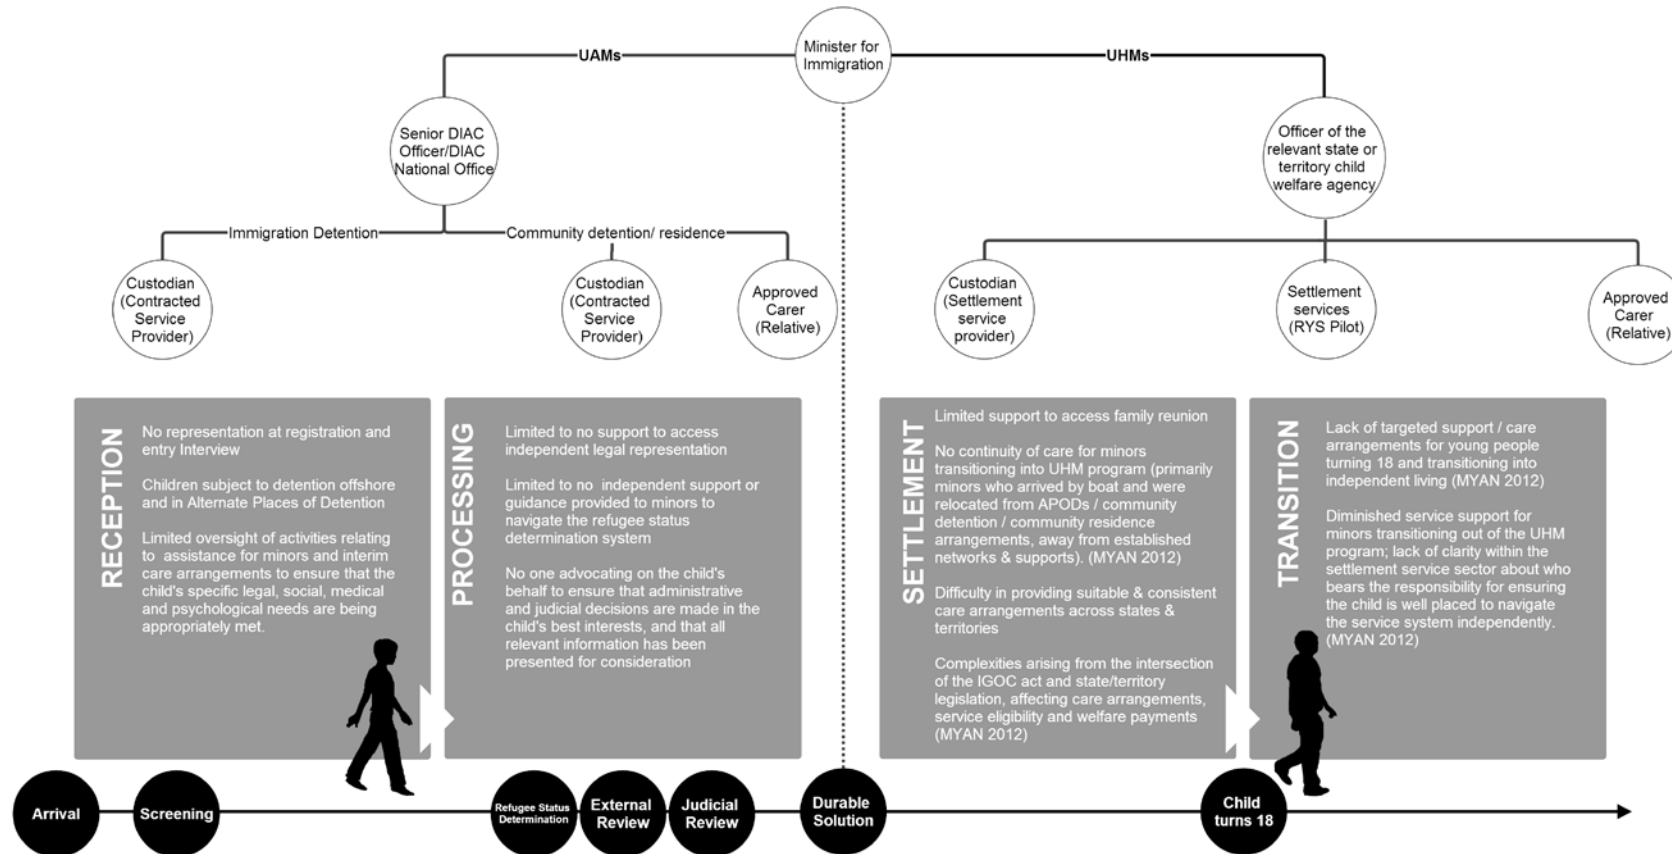 UAMs
Minister for
Immigration
UHMs
Senior DIAC
Officer/DIAC
National Office
Officer of the
relevant state or
territory child
welfare agency
Immigration Detention
Community detention/ residence
Custodian
(Contracted
Service
Provider)
Custodian
(Contracted
Service
Provider)
Approved
Carer
(Relative)
Custodian
(Settlement
service
provider)
Settlement
services
(RYS Pilot)
Approved
Carer
(Relative)
RECEPTION
No representation at registration and
entry Interview
Children subject to detention offshore
and in Alternate Places of Detention
Limited oversight of activities relating
to assistance for minors and interim
care arrangements to ensure that the
child's specific legal, social, medical
and psychological needs are being
appropriately met.
PROCESSING
Limited to no support to access
independent legal representation
Limited to no independent support or
guidance provided to minors to
navigate the refugee status
determination system
No one advocating on the child's
behalf to ensure that administrative
and judicial decisions are made in the
child's best interests, and that all
relevant information has been
presented for consideration
SETTLEMENT
Limited support to access family reunion
No continuity of care for minors
transitioning into UHM program (primarily
minors who arrived by boat and were
relocated from APODs / community
detention / community residence
arrangements, away from established
networks & supports). (MYAN 2012)
Difficulty in providing suitable & consistent
care arrangements across states &
territories
Complexities arising from the intersection
of the IGOC act and state/territory
legislation, affecting care arrangements,
service eligibility and welfare payments
(MYAN 2012)
TRANSITION
Lack of targeted support / care
arrangements for young people
turning 18 and transitioning into
independent living (MYAN 2012)
Diminished service support for
minors transitioning out of the UHM
program; lack of clarity within the
settlement service sector about who
bears the responsibility for ensuring
the child is well placed to navigate
the service system independently.
(MYAN 2012)
Arrival
Screening
Refugee Status
Determination
External
Review
Judicial
Review
Durable
Solution
Child
turns 18